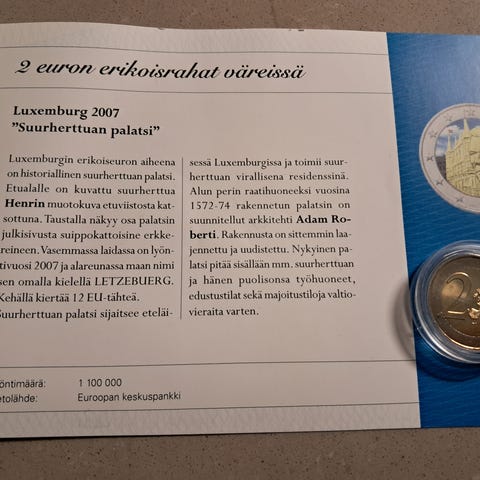 2 euron erikoisrahat väreissä
Luxemburg 2007
"Suurherttuan palatsi"
Luxemburgin erikoiseuron aiheena
on historiallinen suurherttuan palatsi.
Etualalle on kuvattu suurherttua
Henrin muotokuva etuviistosta kat-
sottuna. Taustalla näkyy osa palatsin
julkisivusta suippokattoisine erkke-
reineen. Vasemmassa laidassa on lyön-
tivuosi 2007 ja alareunassa maan nimi
sen omalla kielellä LETZEBUERG.
Kehällä kiertää 12 EU-tähteä.
Suurherttuan palatsi sijaitsee eteläi-
sessä Luxemburgissa ja toimii suur-
herttuan virallisena residenssinä.
Alun perin raatihuoneeksi vuosina
1572-74 rakennetun palatsin on
suunnitellut arkkitehti Adam Ro-
berti. Rakennusta on sittemmin laa-
jennettu ja uudistettu. Nykyinen pa-
latsi pitää sisällään mm. suurherttuan
ja hänen puolisonsa työhuoneet,
edustustilat sekä majoitustiloja valtio-
vieraita varten.
öntimäärä: 1 100 000
etolähde: Euroopan keskuspankki
2